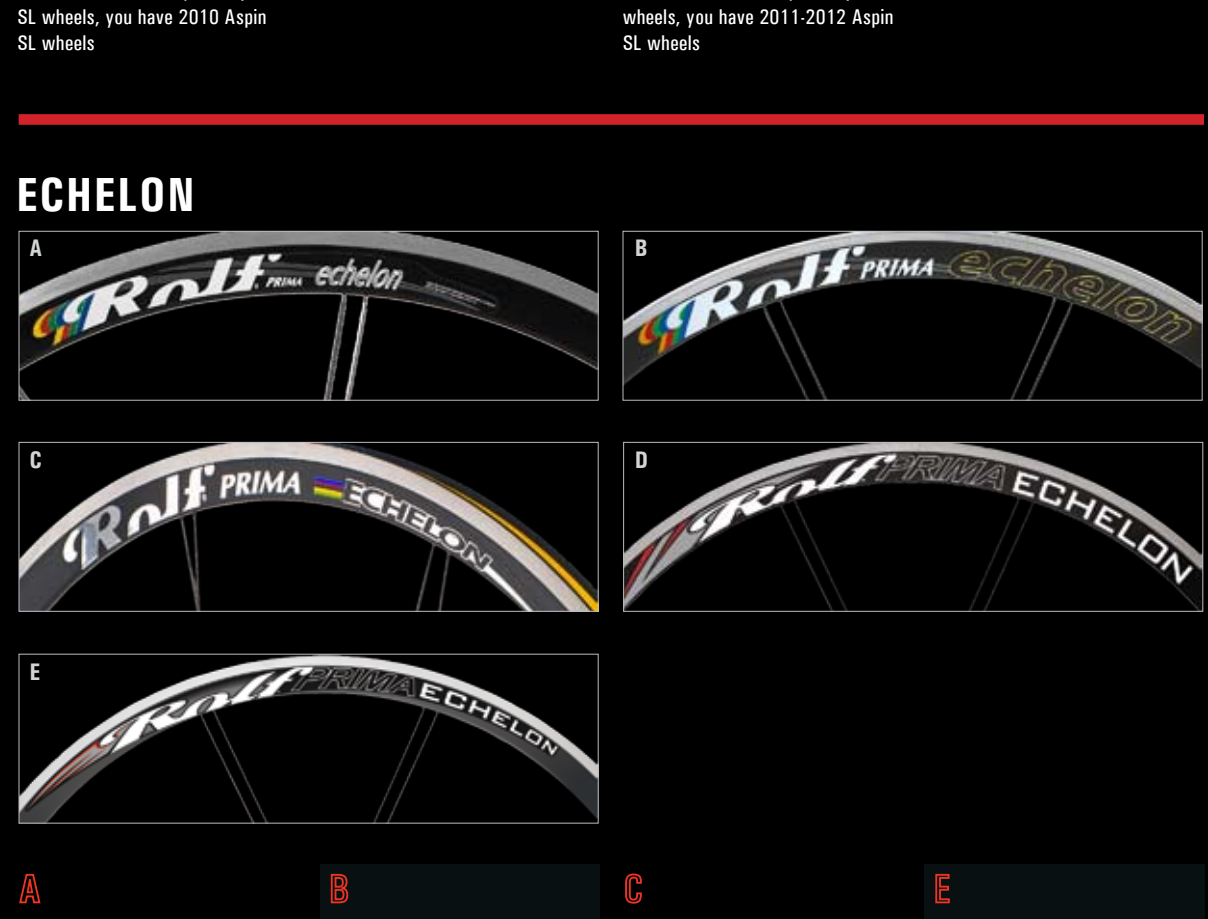 SL wheels, you have 2010 Aspin
SL wheels
wheels, you have 2011-2012 Aspin
SL wheels
ECHELON
A
Rolf PRIMA echelon
B
Rolf PRIMA echelon
C
Rolf PRIMA ECHELON
D
Rolf PRIMA ECHELON
E
Rolf PRIMA ECHELON
A
B
C
E